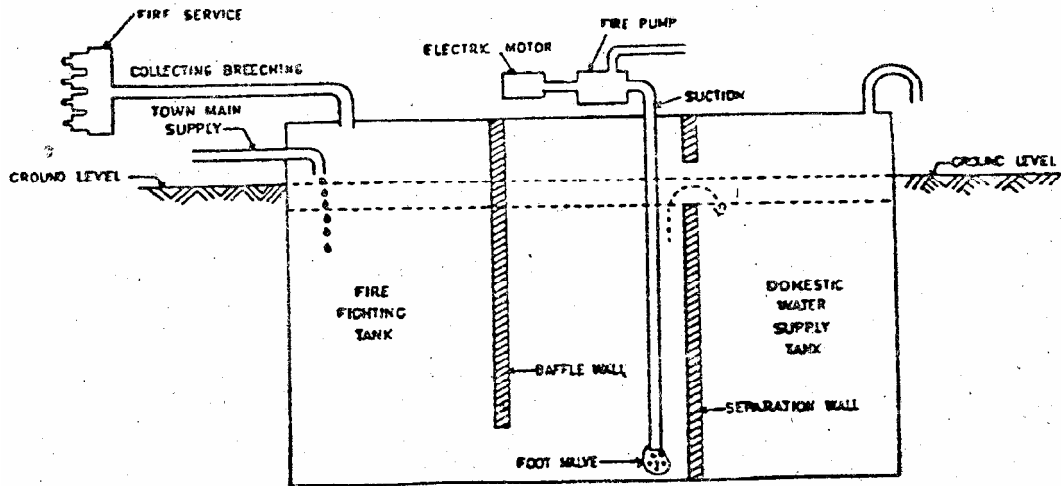 FIRE SERVICE
FIRE PUMP
ELECTRIC MOTOR
COLLECTING BREECHING
SUCTION
TOWN MAIN
SUPPLY
GROUND LEVEL
GROUND LEVEL
FIRE
FIGHTING
TANK
DOMESTIC
WATER
SUPPLY
TANK
BAFFLE WALL
SEPARATION WALL
FOOT VALVE